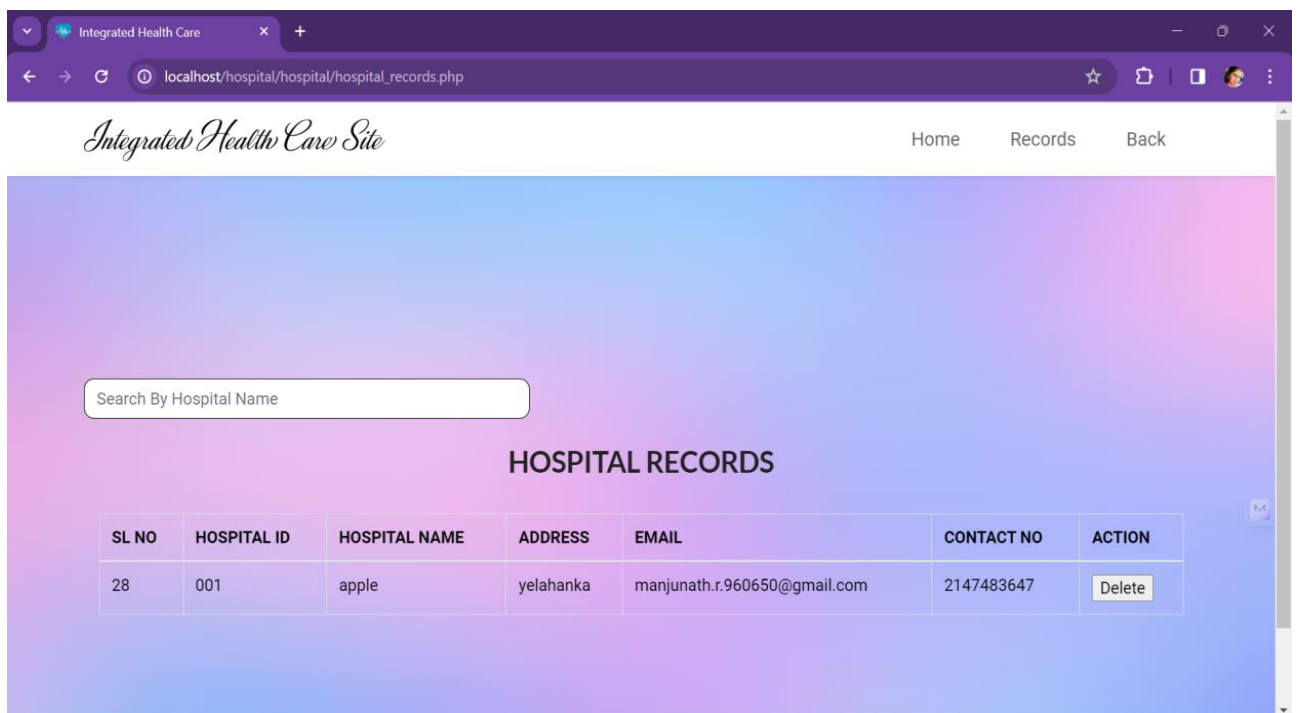 Integrated Health Care
localhost/hospital/hospital/hospital_records.php
Integrated Health Care Site
Home Records Back
Search By Hospital Name
HOSPITAL RECORDS
SL NO HOSPITAL ID HOSPITAL NAME ADDRESS EMAIL CONTACT NO ACTION
28 001 apple yelahanka manjunath.r.960650@gmail.com 2147483647 Delete